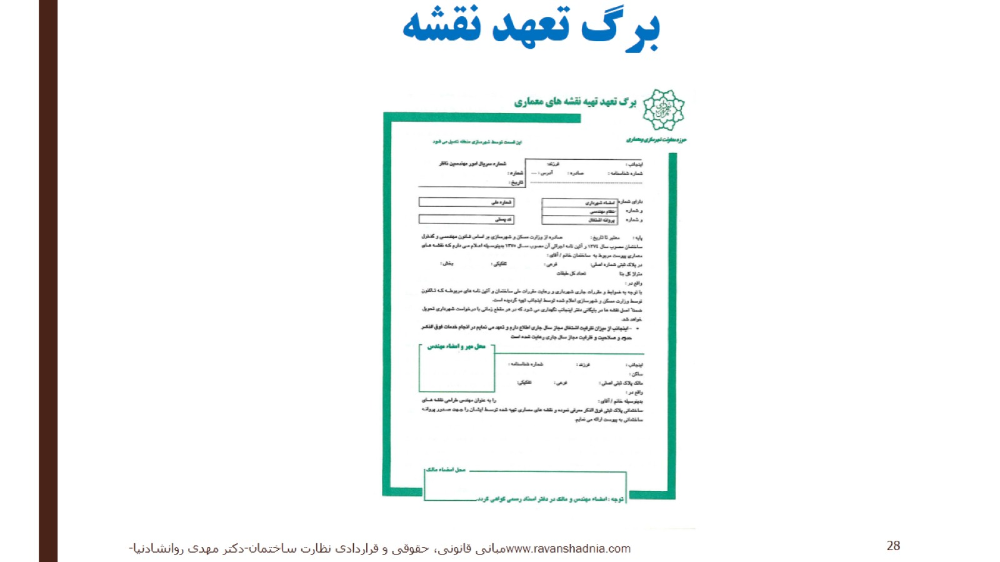 برگ تعهد نقشه
برگ تعهد تهیه نقشه های معماری
حوزه معاونت شهرسازی و معماری
این قسمت توسط شهرسازی منطقه تکمیل می شود
اینجانب : فرزند:
شماره شناسنامه : صادره : آدرس : ...
شماره سریال امور مهندسین ناظر
شماره :
تاریخ :
دارای شماره امضاء شهرداری
و شماره نظام مهندسی
و شماره پروانه اشتغال
شماره ملی
کد پستی
پایه : معتبر تا تاریخ : صادره از وزارت مسکن و شهرسازی بر اساس قانون مهندسی و کنترل
ساختمان مصوب سال ۱۳۷٤ و آئین نامه اجرائی آن مصوب سال ۱۳۷۵ بدینوسیله اعلام می دارم که نقشه های
معماری پیوست مربوط به ساختمان خانم / آقای :
در پلاک ثبتی شماره اصلی: فرعی : تفکیکی : بخش :
متراژ کل بنا تعداد کل طبقات
واقع در :
با توجه به ضوابط و مقررات جاری شهرداری و رعایت مقررات ملی ساختمان و آئین نامه های مربوطه که تاکنون
توسط وزارت مسکن و شهرسازی اعلام شده توسط اینجانب تهیه گردیده است.
ضمناً اصل نقشه ها در بایگانی دفتر اینجانب نگهداری می شود که در هر مقطع زمانی با درخواست شهرداری تحویل
خواهد شد.
• - اینجانب از میزان ظرفیت اشتغال مجاز سال جاری اطلاع دارم و تعهد می نمایم در انجام خدمات فوق الذکر
حدود و صلاحیت و ظرفیت مجاز سال جاری رعایت شده است
محل مهر و امضاء مهندس
اینجانب : فرزند : شماره شناسنامه :
ساکن :
مالک پلاک ثبتی اصلی : فرعی : تفکیکی:
واقع در :
بدینوسیله خانم / آقای : را به عنوان مهندس طراحی نقشه های
ساختمانی پلاک ثبتی فوق الذکر معرفی نموده و نقشه های معماری تهیه شده توسط ایشان را جهت صدور پروانه
ساختمانی به پیوست ارائه می نمایم.
محل امضاء مالک
توجه : امضاء مهندس و مالک در دفتر اسناد رسمی گواهی گردد.
مبانی قانونی، حقوقی و قراردادی نظارت ساختمان-دکتر مهدی روانشادنیا-www.ravanshadnia.com
28